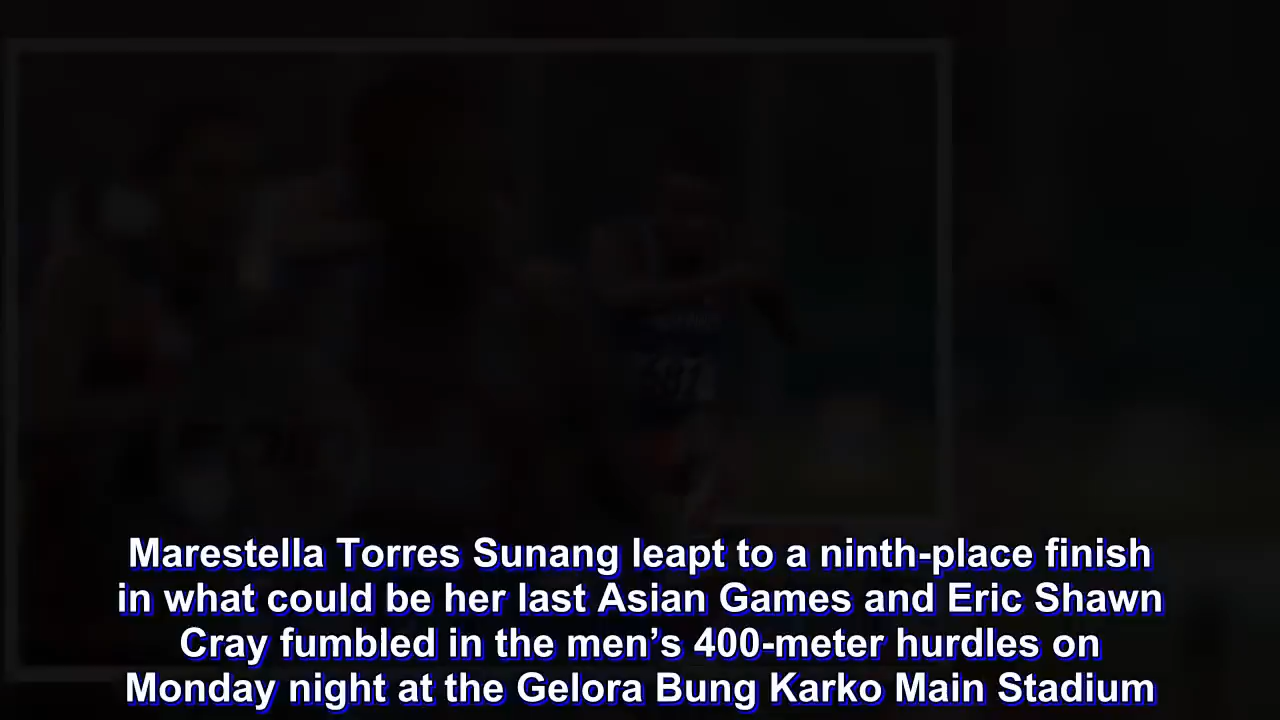 Marestella Torres Sunang leapt to a ninth-place finish
in what could be her last Asian Games and Eric Shawn
Cray fumbled in the men’s 400-meter hurdles on
Monday night at the Gelora Bung Karko Main Stadium